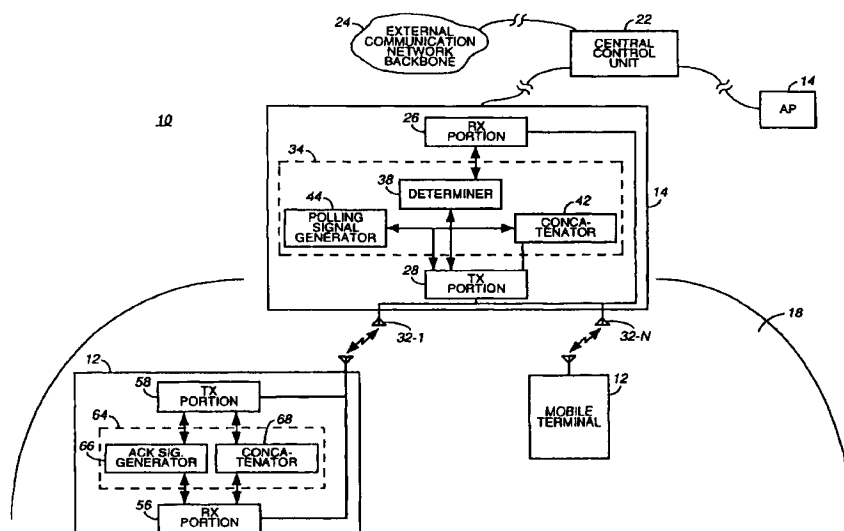 24
EXTERNAL
COMMUNICATION
NETWORK
BACKBONE
22
CENTRAL
CONTROL
UNIT
14
AP
10
26
RX
PORTION
34
38
DETERMINER
44
POLLING
SIGNAL
GENERATOR
42
CONCA-
TENATOR
14
28
TX
PORTION
32-1
32-N
18
12
58
TX
PORTION
64
68
66
ACK SIG.
GENERATOR
CONCA-
TENATOR
56
RX
PORTION
12
MOBILE
TERMINAL